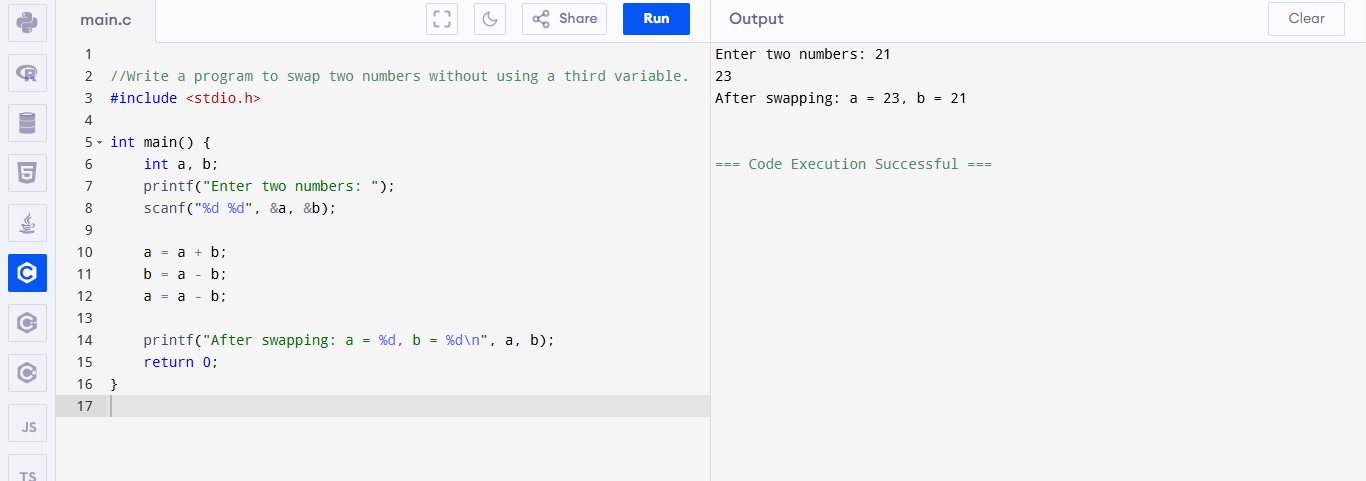 main.c
Share
Run
Output
Clear
1
2 //Write a program to swap two numbers without using a third variable.
3 #include <stdio.h>
4
5 int main() {
6 int a, b;
7 printf("Enter two numbers: ");
8 scanf("%d %d", &a, &b);
9
10 a = a + b;
11 b = a - b;
12 a = a - b;
13
14 printf("After swapping: a = %d, b = %d\n", a, b);
15 return 0;
16 }
17
Enter two numbers: 21
23
After swapping: a = 23, b = 21
=== Code Execution Successful ===
R
5
C
C
C
JS
TS